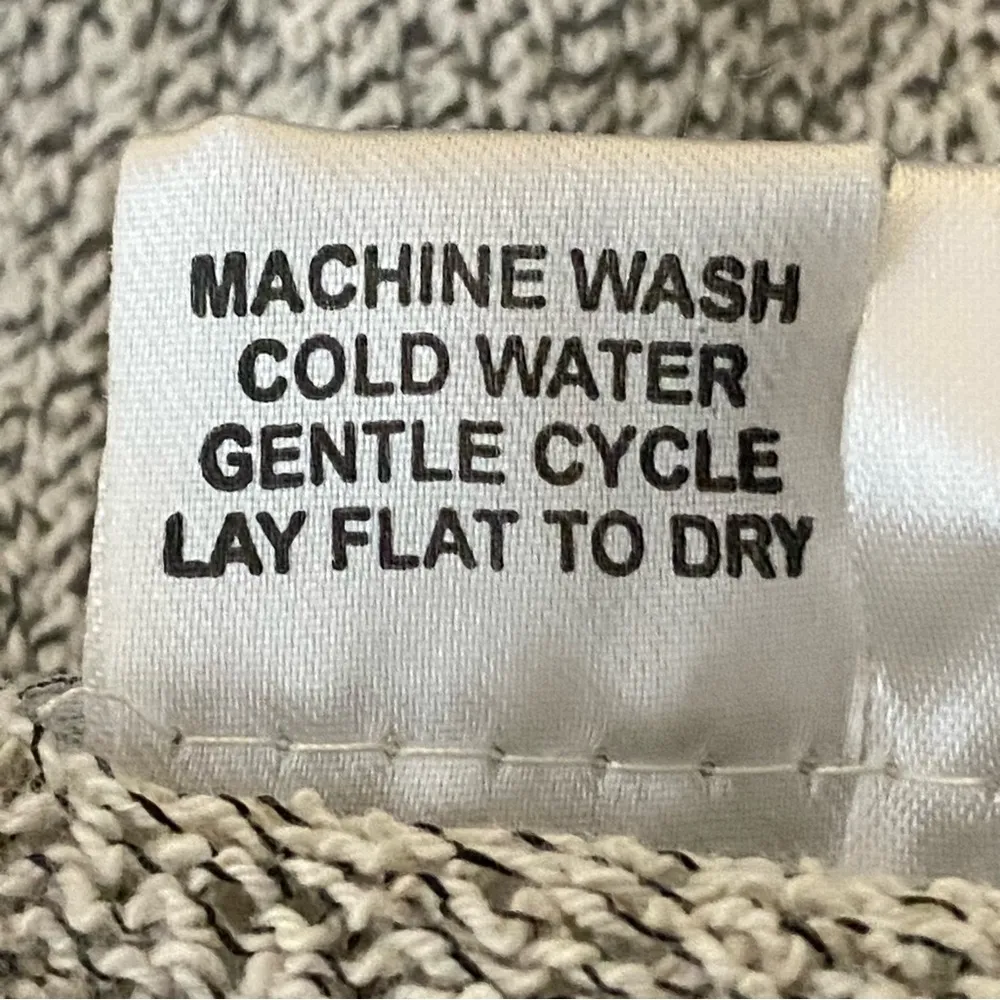 MACHINE WASH
COLD WATER
GENTLE CYCLE
LAY FLAT TO DRY